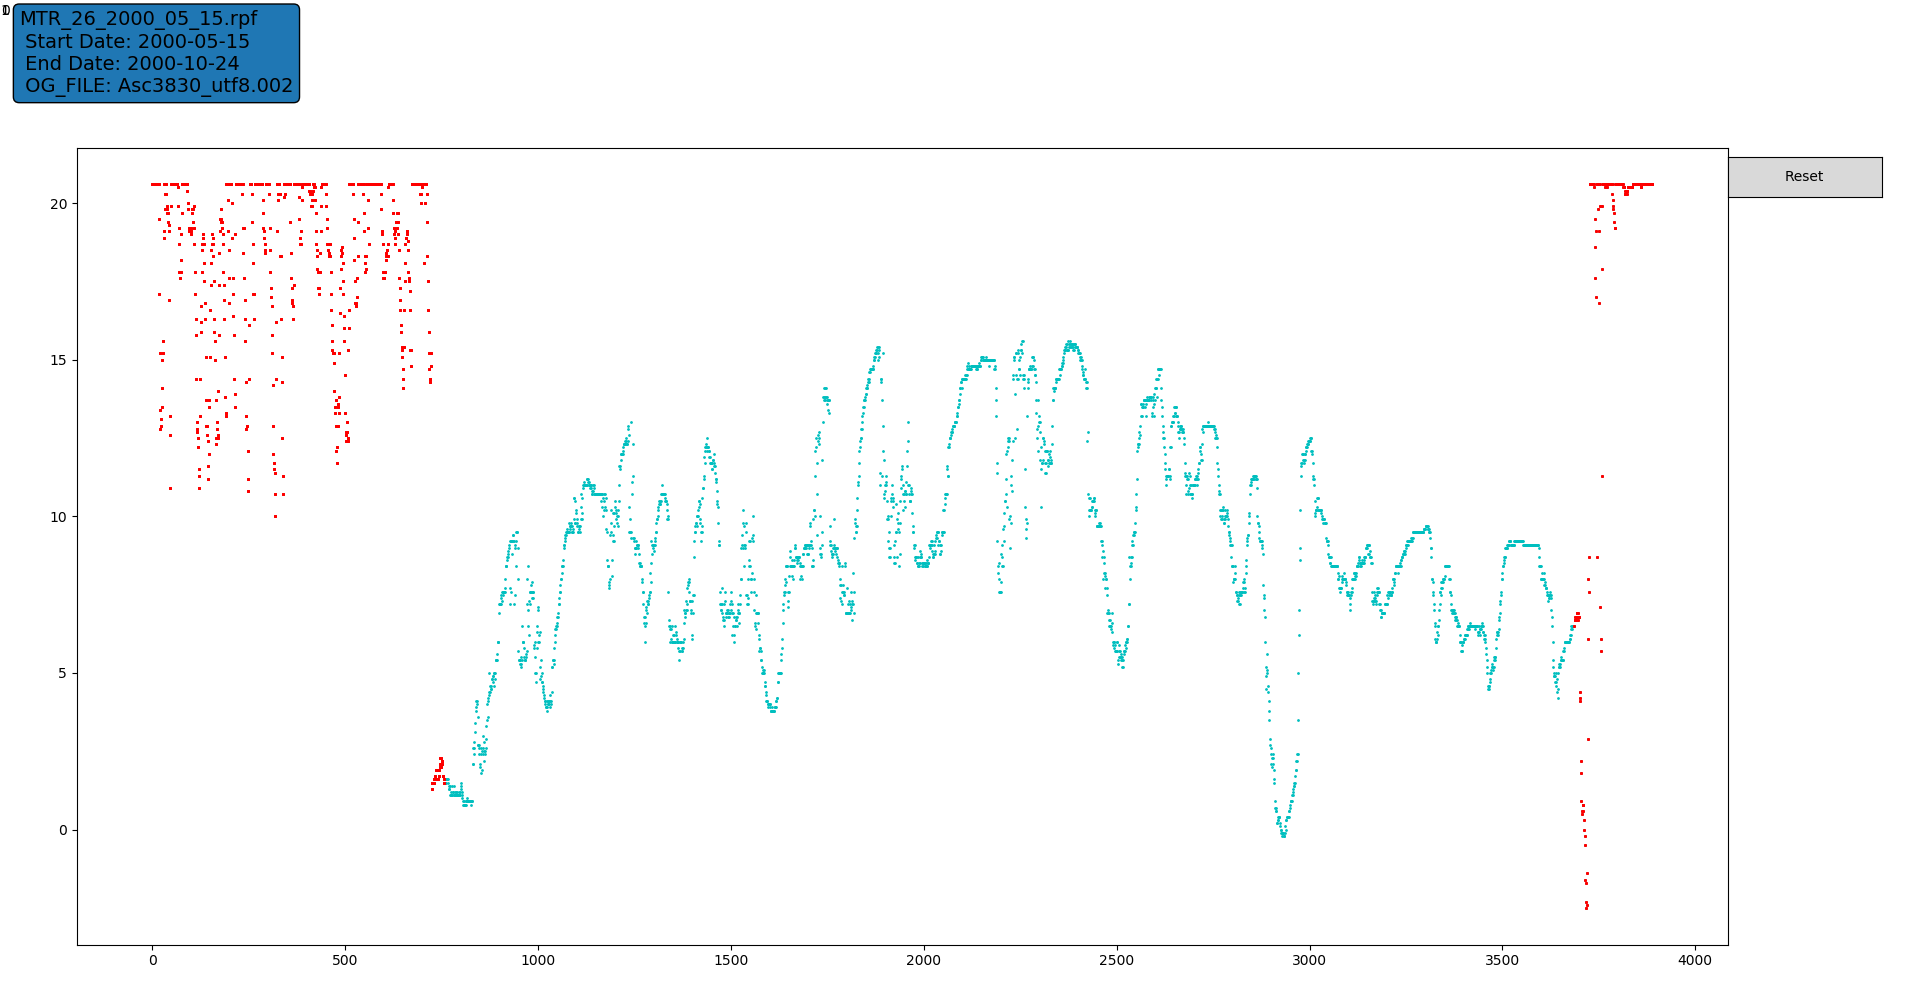 MTR_26_2000_05_15.rpf
Start Date: 2000-05-15
End Date: 2000-10-24
OG_FILE: Asc3830_utf8.002
Reset
20
15
10
5
0
0
500
1000
1500
2000
2500
3000
3500
4000